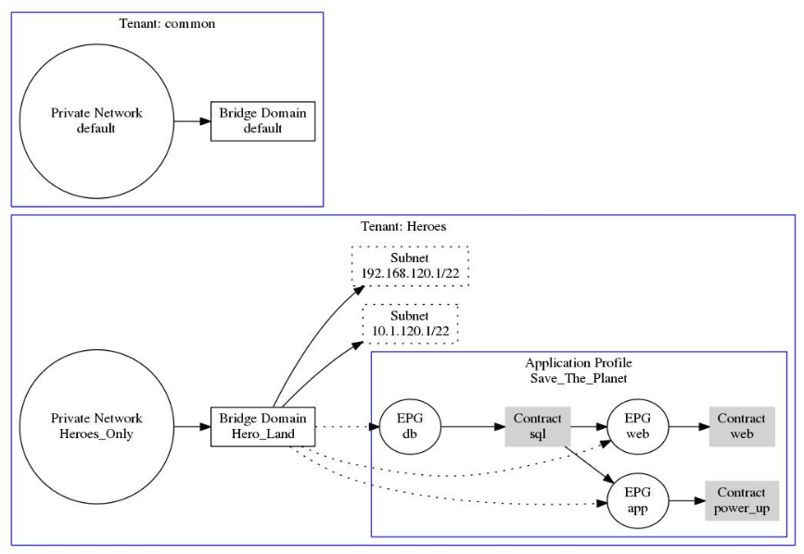 Tenant: common
Private Network
default
Bridge Domain
default
Tenant: Heroes
Subnet
192.168.120.1/22
Subnet
10.1.120.1/22
Application Profile
Save_The_Planet
Private Network
Heroes_Only
Bridge Domain
Hero_Land
EPG
db
Contract
sql
EPG
web
Contract
web
EPG
app
Contract
power_up